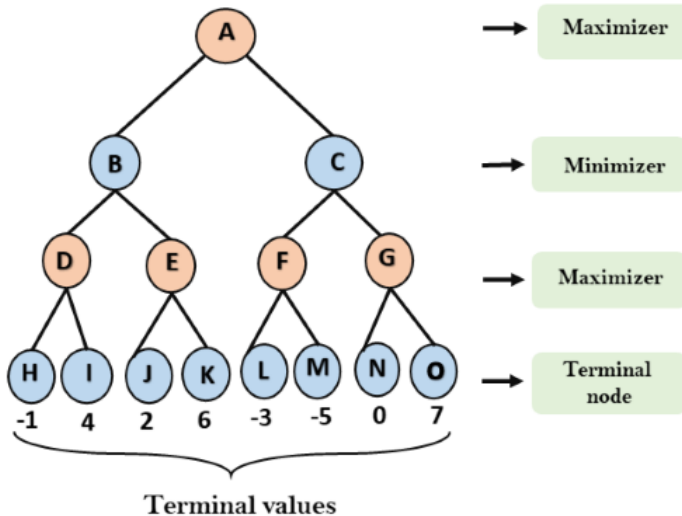 A
Maximizer
B
C
Minimizer
D
E
F
G
Maximizer
H
I
J
K
L
M
N
O
Terminal
node
-1
4
2
6
-3
-5
0
7
Terminal values